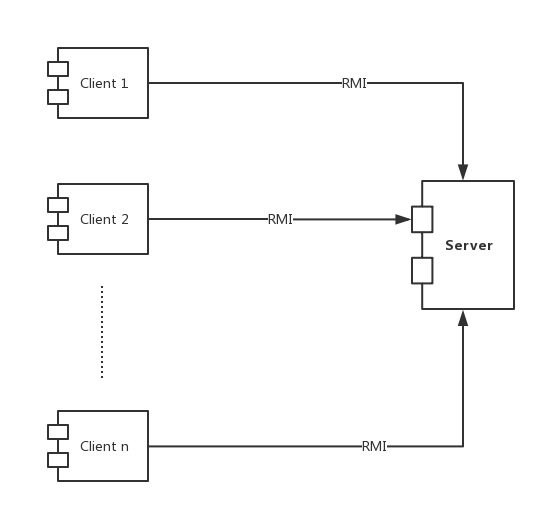 Client 1
RMI
Client 2
RMI
Server
Client n
RMI